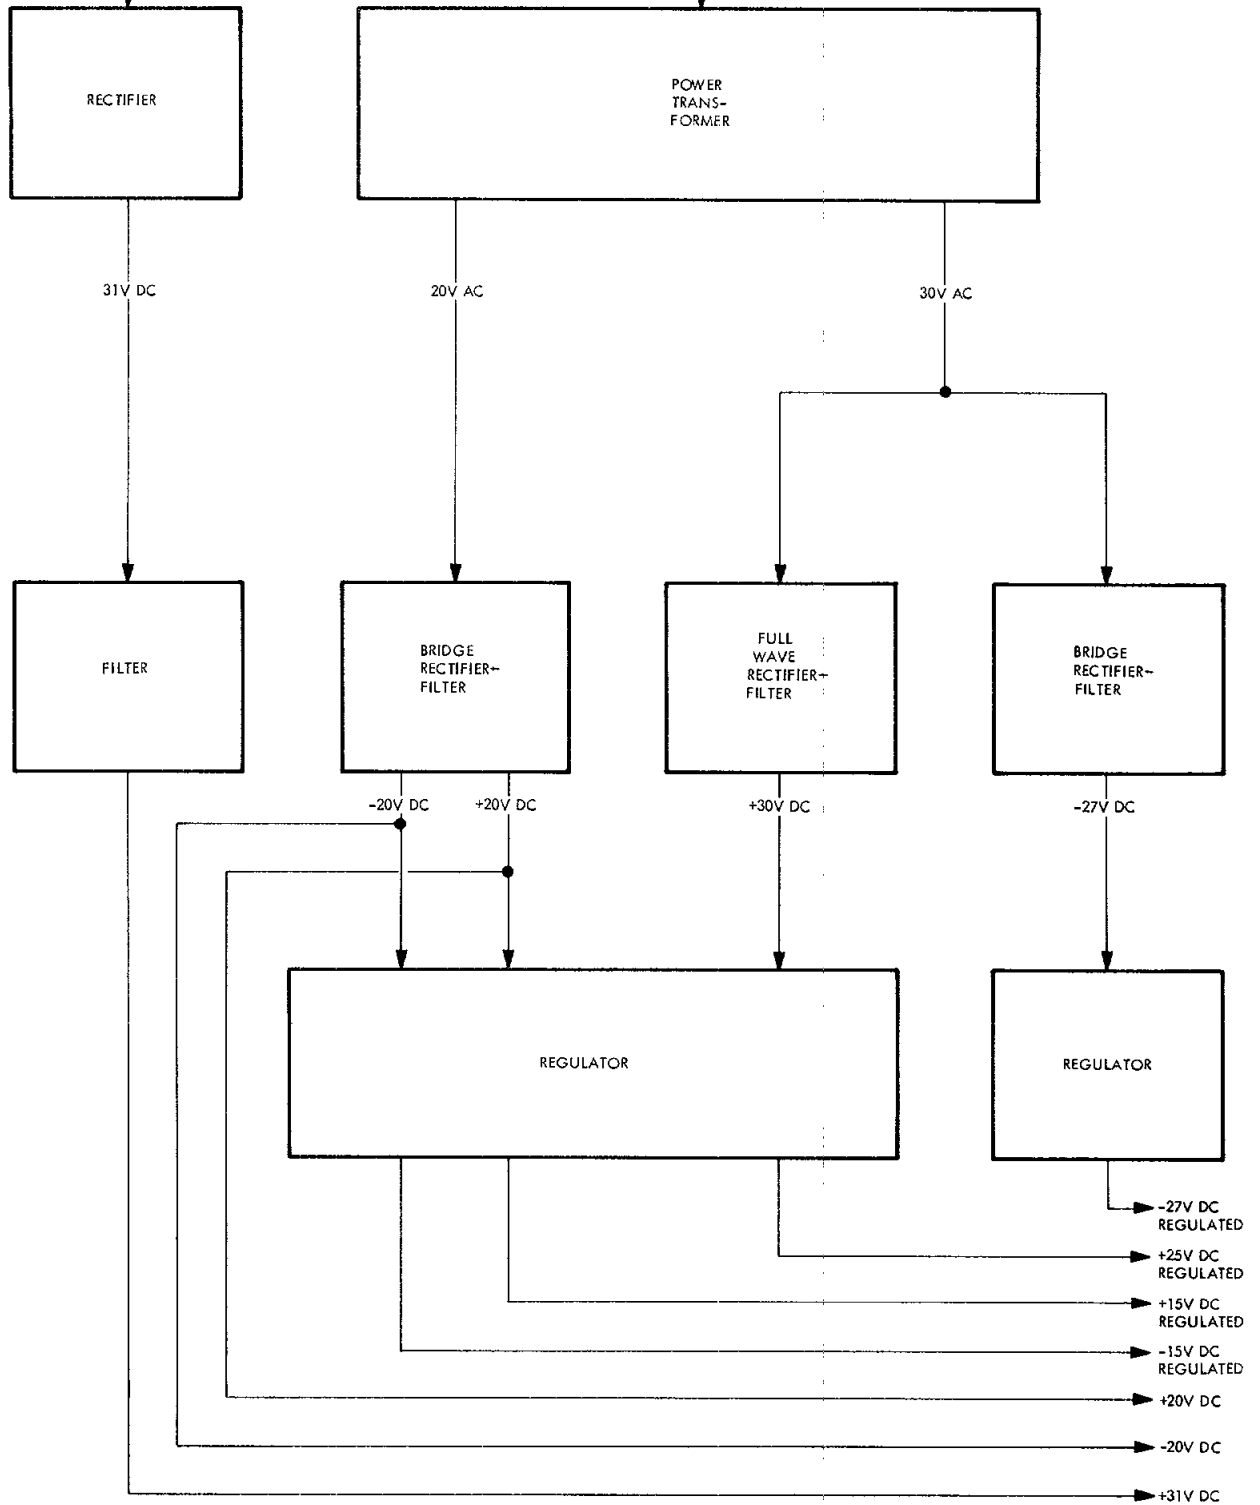 RECTIFIER
POWER
TRANS-
FORMER
31V DC
20V AC
30V AC
FILTER
BRIDGE
RECTIFIER-
FILTER
FULL
WAVE
RECTIFIER-
FILTER
BRIDGE
RECTIFIER-
FILTER
-20V DC
+20V DC
+30V DC
-27V DC
REGULATOR
REGULATOR
-27V DC
REGULATED
+25V DC
REGULATED
+15V DC
REGULATED
-15V DC
REGULATED
+20V DC
-20V DC
+31V DC